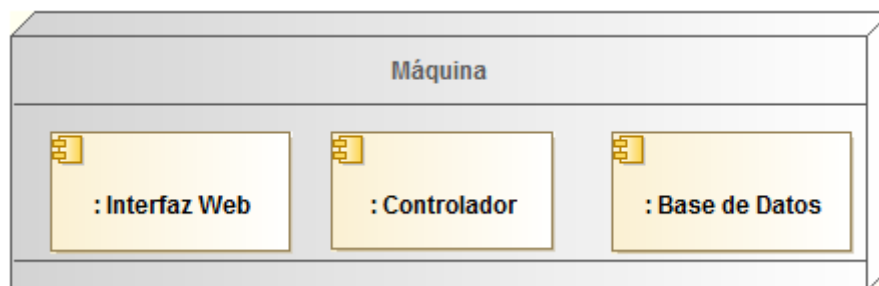 Máquina
: Interfaz Web
: Controlador
: Base de Datos